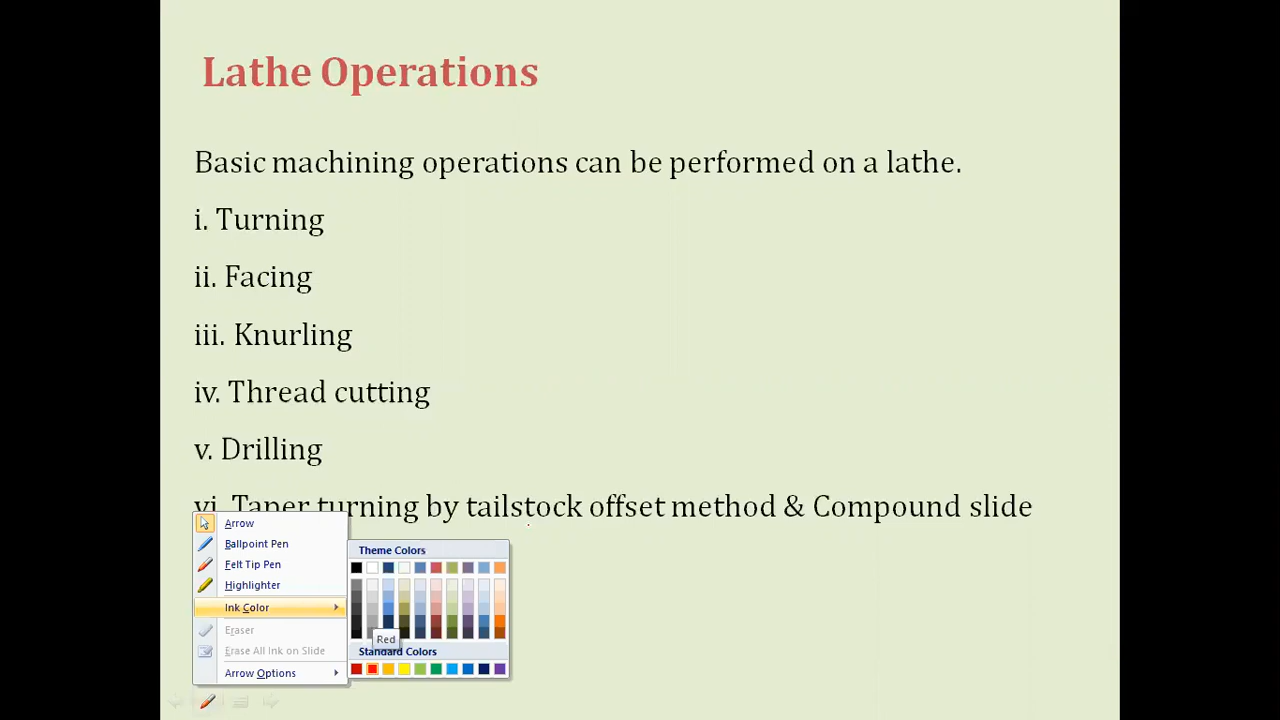 Lathe Operations
Basic machining operations can be performed on a lathe.
i. Turning
ii. Facing
iii. Knurling
iv. Thread cutting
v. Drilling
vi. Taper turning by tailstock offset method & Compound slide
Arrow
Ballpoint Pen
Felt Tip Pen
Highlighter
Ink Color
Eraser
Erase All Ink on Slide
Arrow Options
Theme Colors
Red
Standard Colors